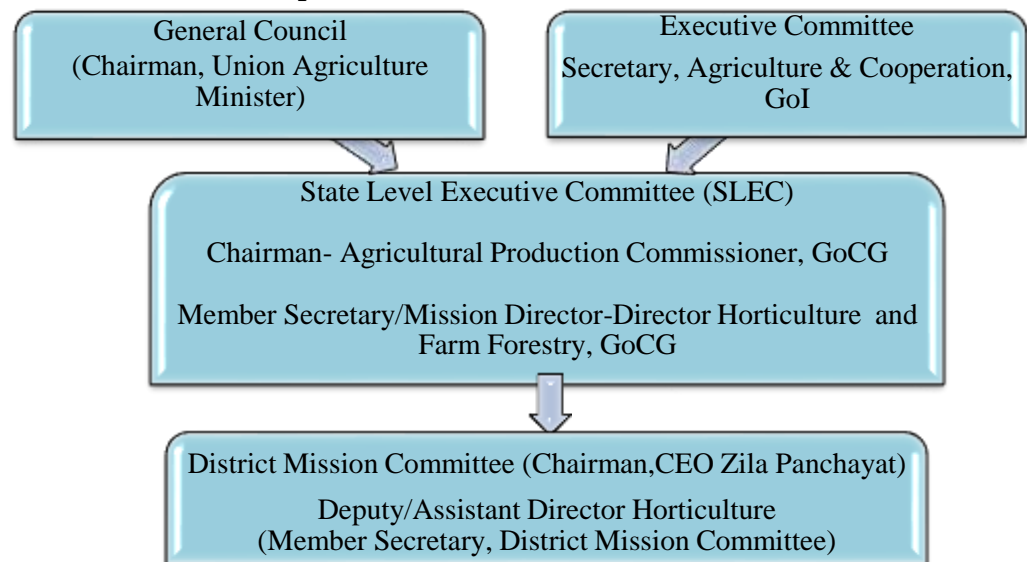 General Council
(Chairman, Union Agriculture
Minister)
Executive Committee
Secretary, Agriculture & Cooperation,
GoI
State Level Executive Committee (SLEC)
Chairman- Agricultural Production Commissioner, GoCG
Member Secretary/Mission Director-Director Horticulture and
Farm Forestry, GoCG
District Mission Committee (Chairman,CEO Zila Panchayat)
Deputy/Assistant Director Horticulture
(Member Secretary, District Mission Committee)